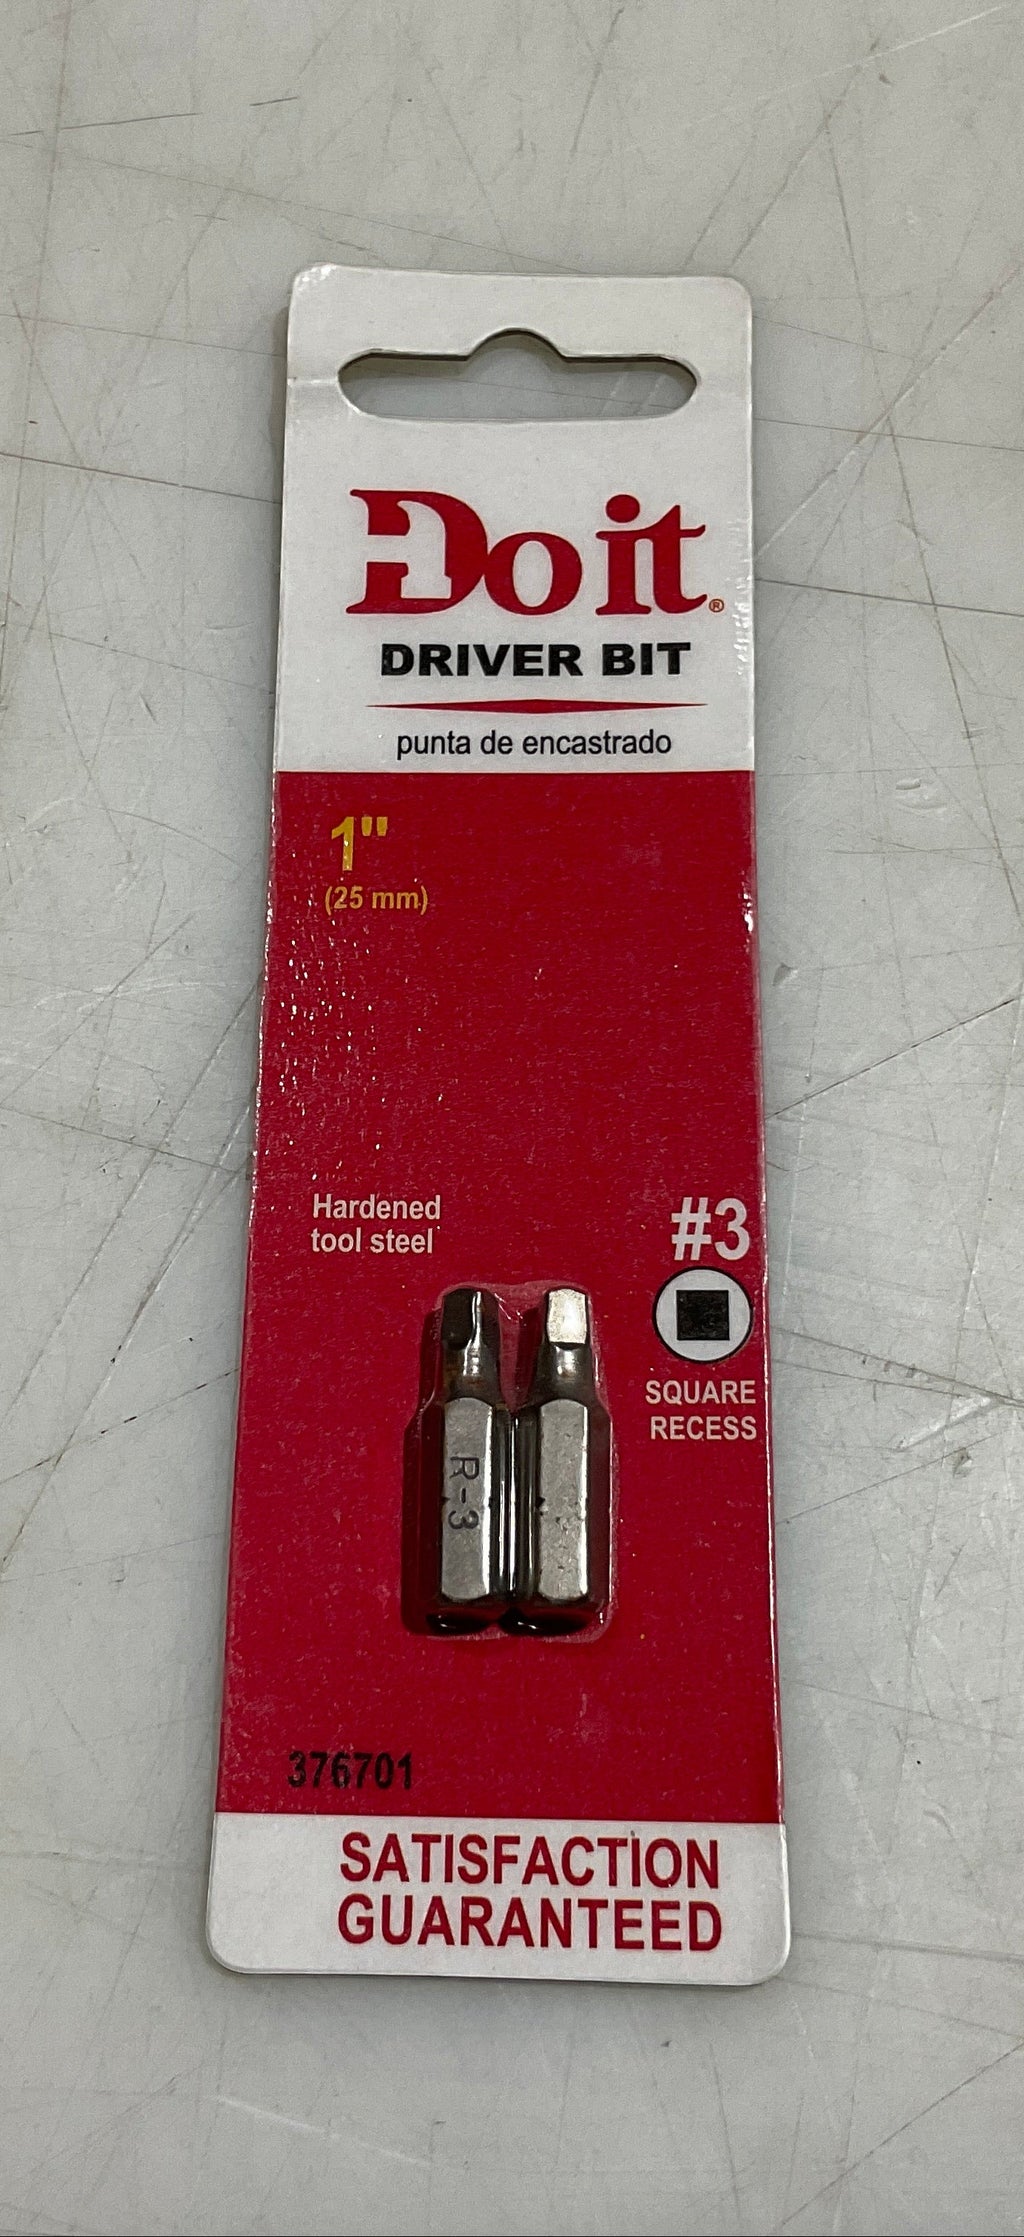 Do it®
DRIVER BIT
punta de encastrado
1"
(25 mm)
Hardened
tool steel
#3
SQUARE
RECESS
R-3
376701
SATISFACTION
GUARANTEED